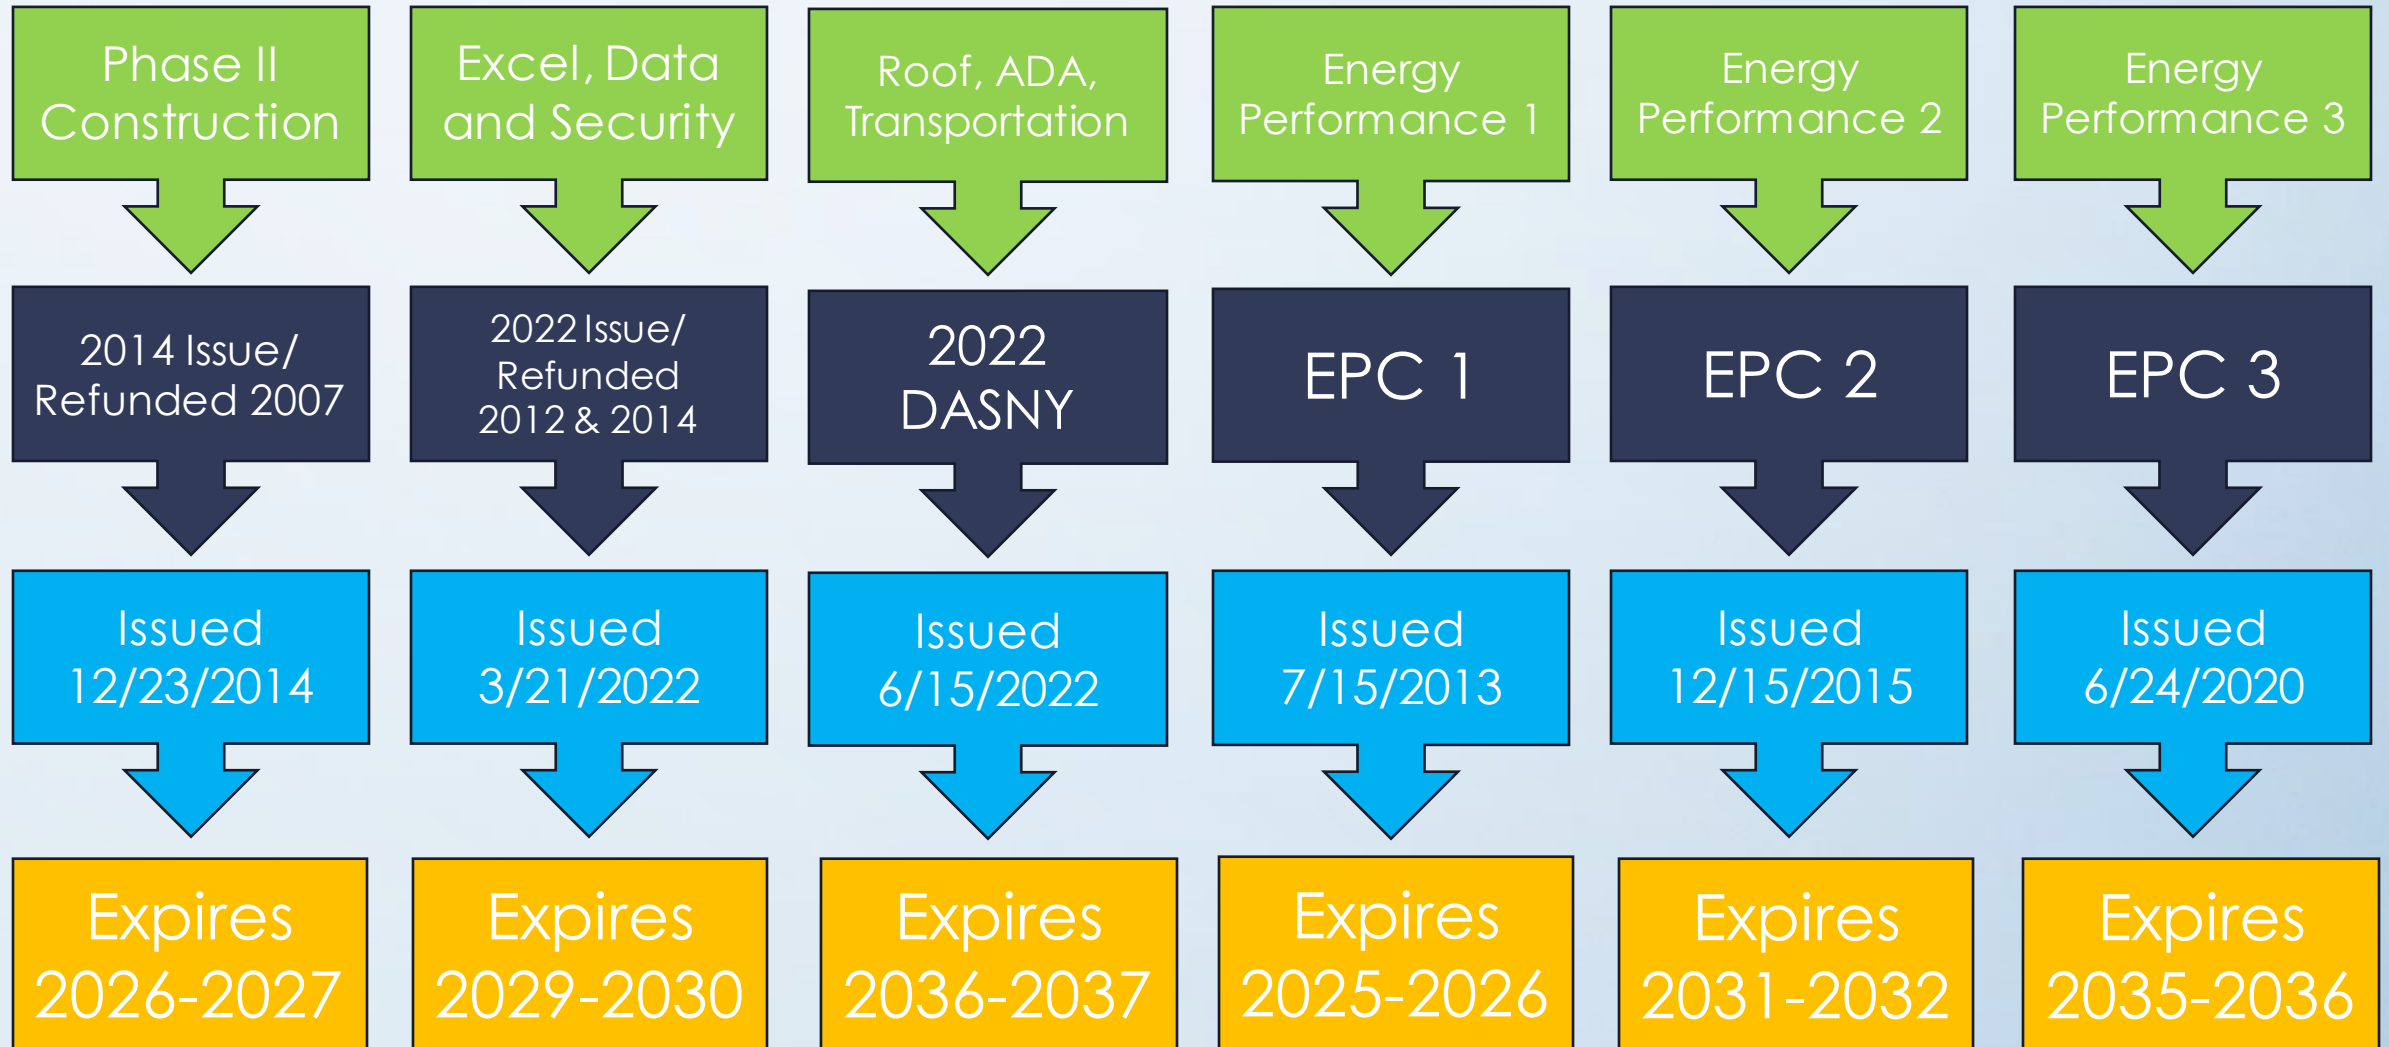 Phase II
Construction
Excel, Data
and Security
Roof, ADA,
Transportation
Energy
Performance 1
Energy
Performance 2
Energy
Performance 3
2014 Issue/
Refunded 2007
2022 Issue/
Refunded
2012 & 2014
2022
DASNY
EPC 1
EPC 2
EPC 3
Issued
12/23/2014
Issued
3/21/2022
Issued
6/15/2022
Issued
7/15/2013
Issued
12/15/2015
Issued
6/24/2020
Expires
2026-2027
Expires
2029-2030
Expires
2036-2037
Expires
2025-2026
Expires
2031-2032
Expires
2035-2036